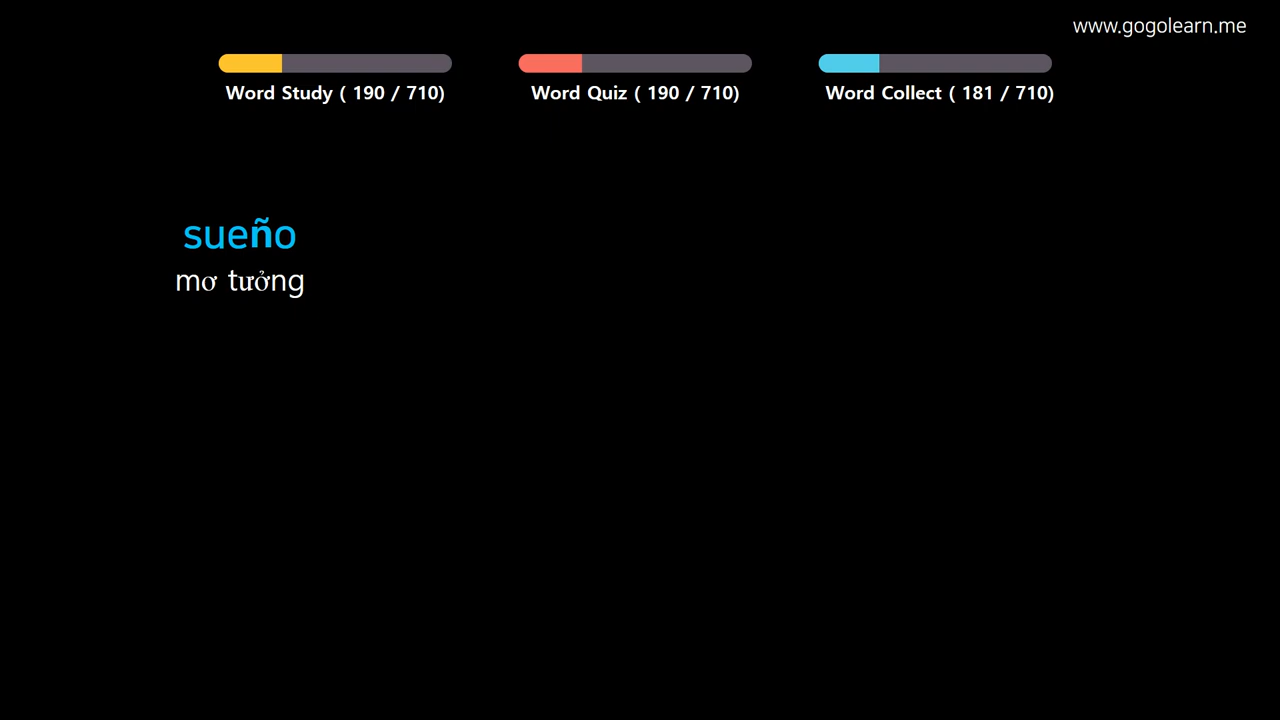 www.gogolearn.me
Word Study ( 190 / 710)
Word Quiz ( 190 / 710)
Word Collect ( 181 / 710)
sueño
mơ tưởng